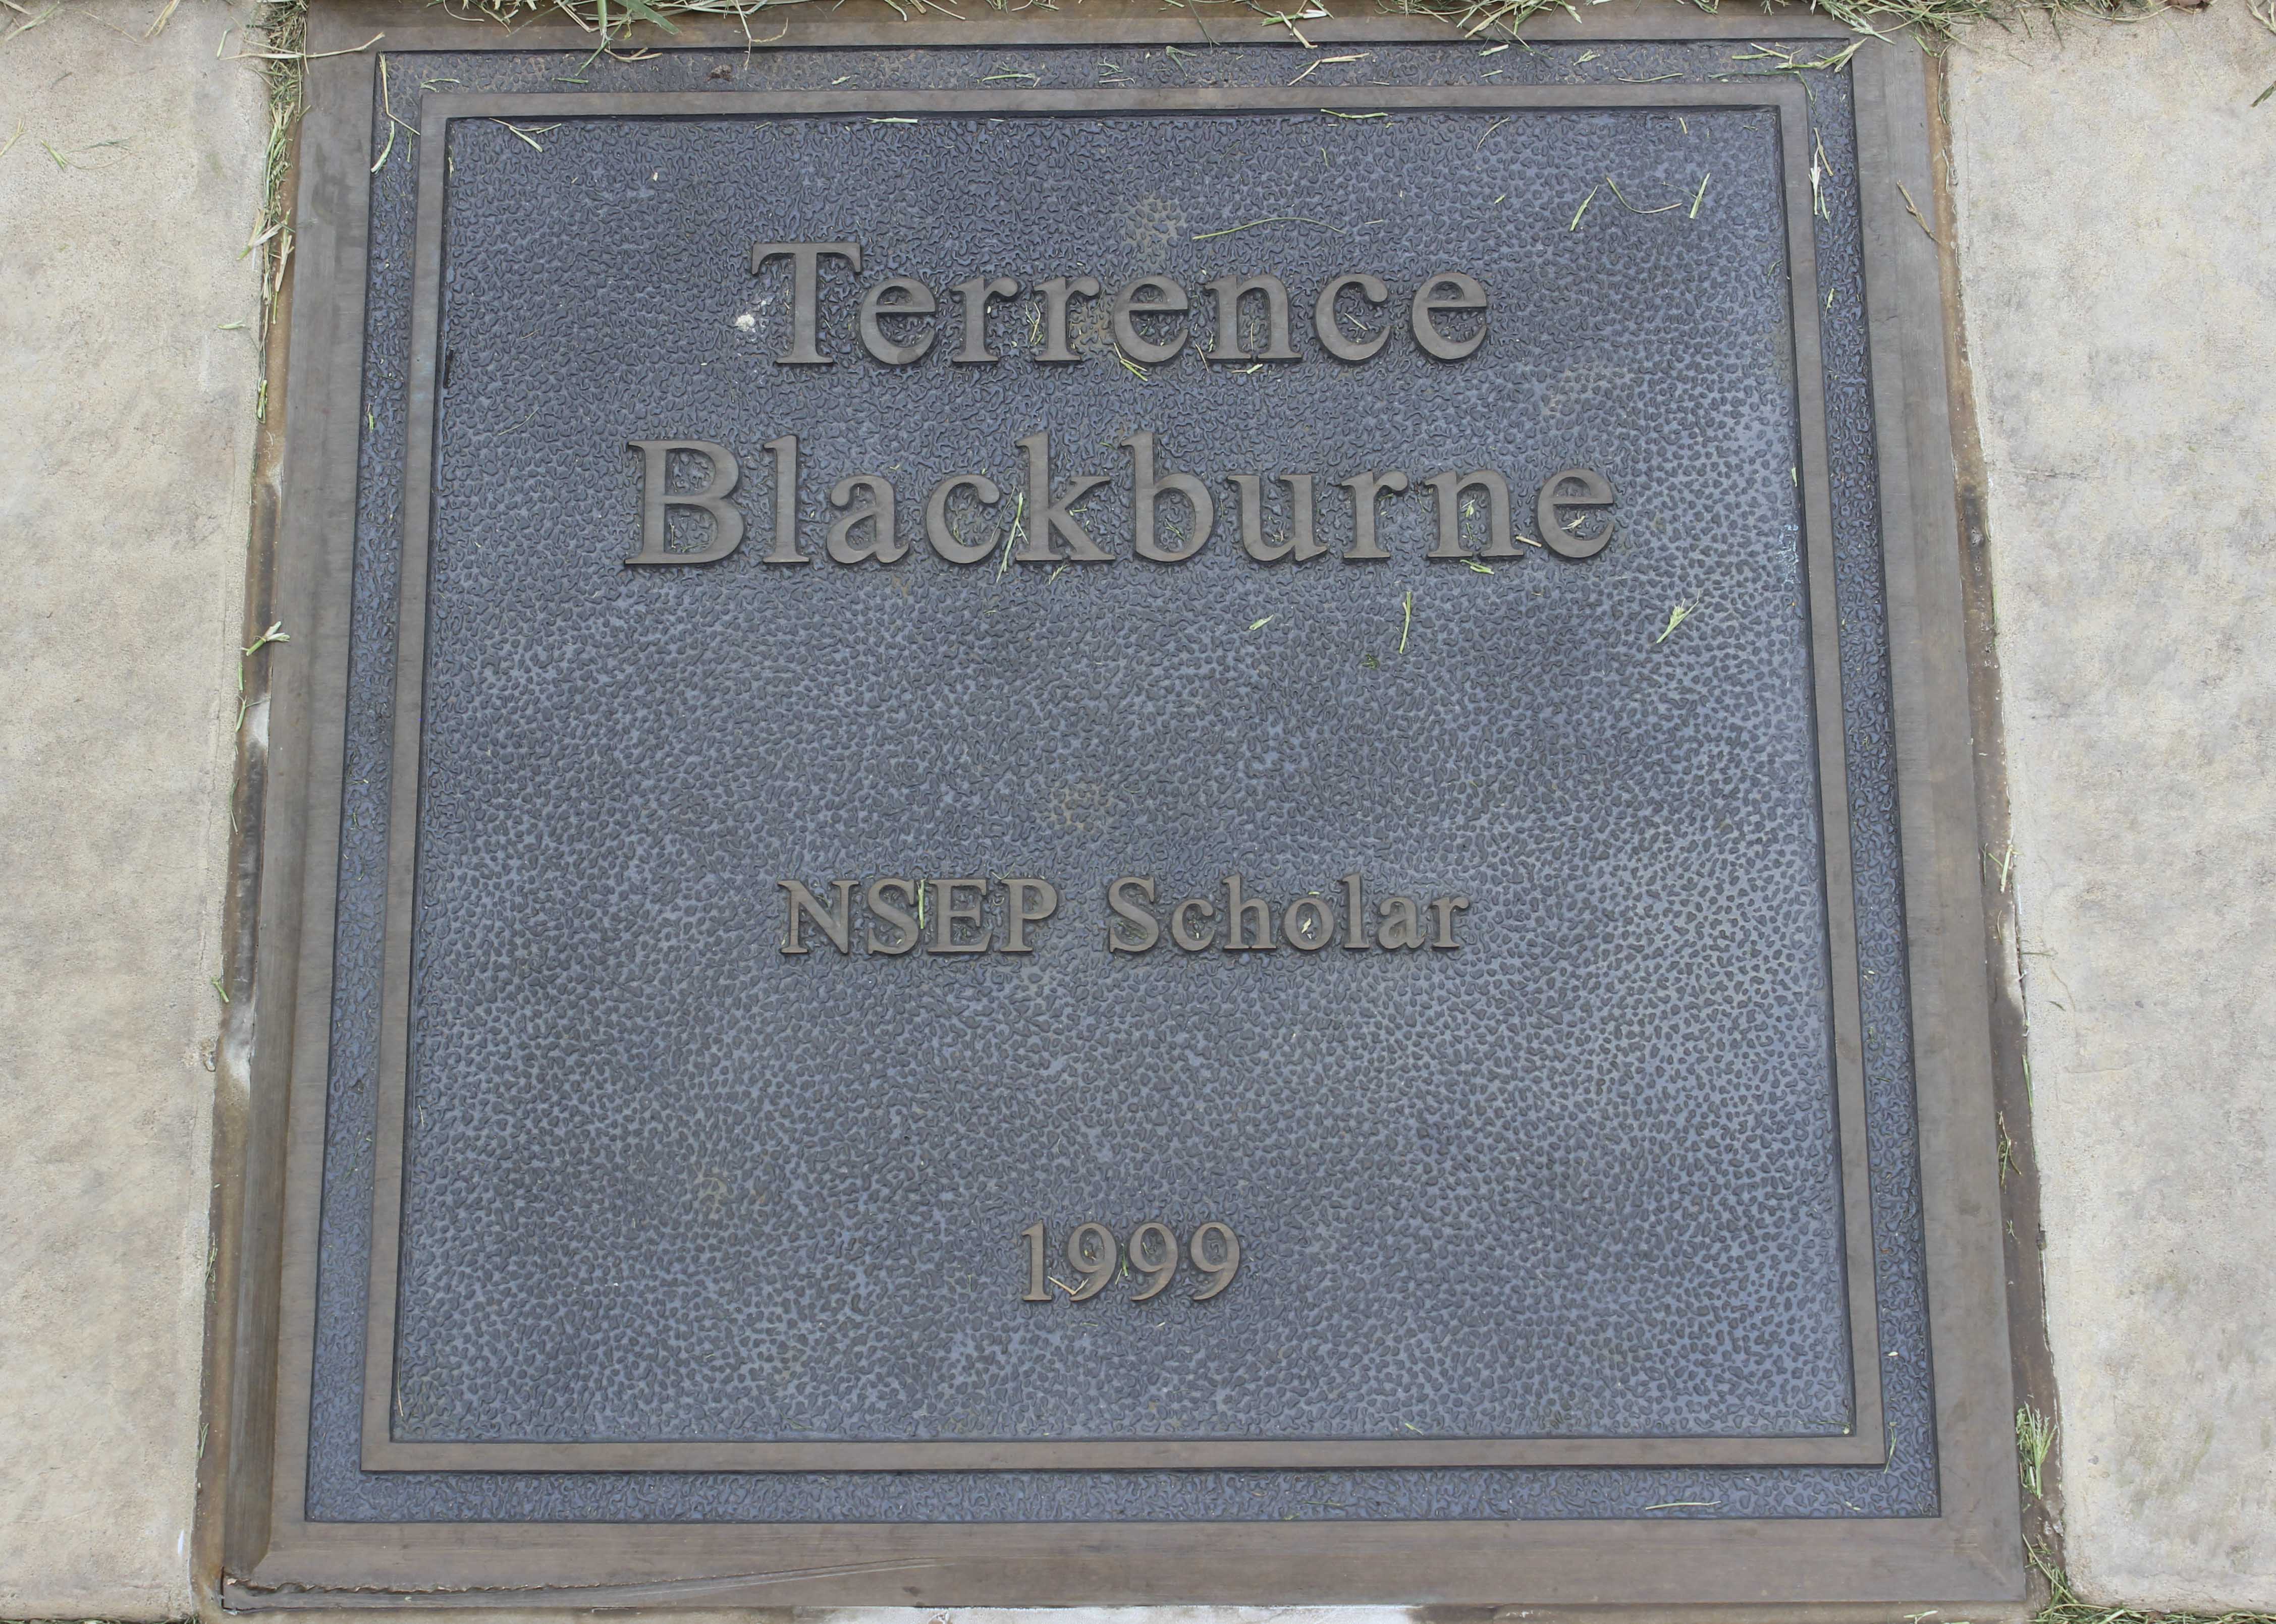 Terrence
Blackburne
NSEP Scholar
1999